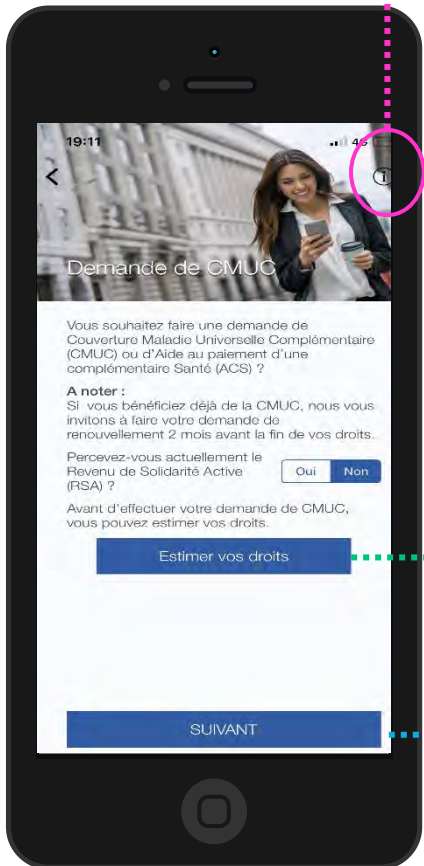 19:11
4G
i
Demande de CMUC
Vous souhaitez faire une demande de
Couverture Maladie Universelle Complémentaire
(CMUC) ou d'Aide au paiement d'une
complémentaire Santé (ACS) ?
A noter :
Si vous bénéficiez déjà de la CMUC, nous vous
invitons à faire votre demande de
renouvellement 2 mois avant la fin de vos droits.
Percevez-vous actuellement le
Revenu de Solidarité Active
(RSA) ?
Oui Non
Avant d'effectuer votre demande de CMUC,
vous pouvez estimer vos droits.
Estimer vos droits
SUIVANT